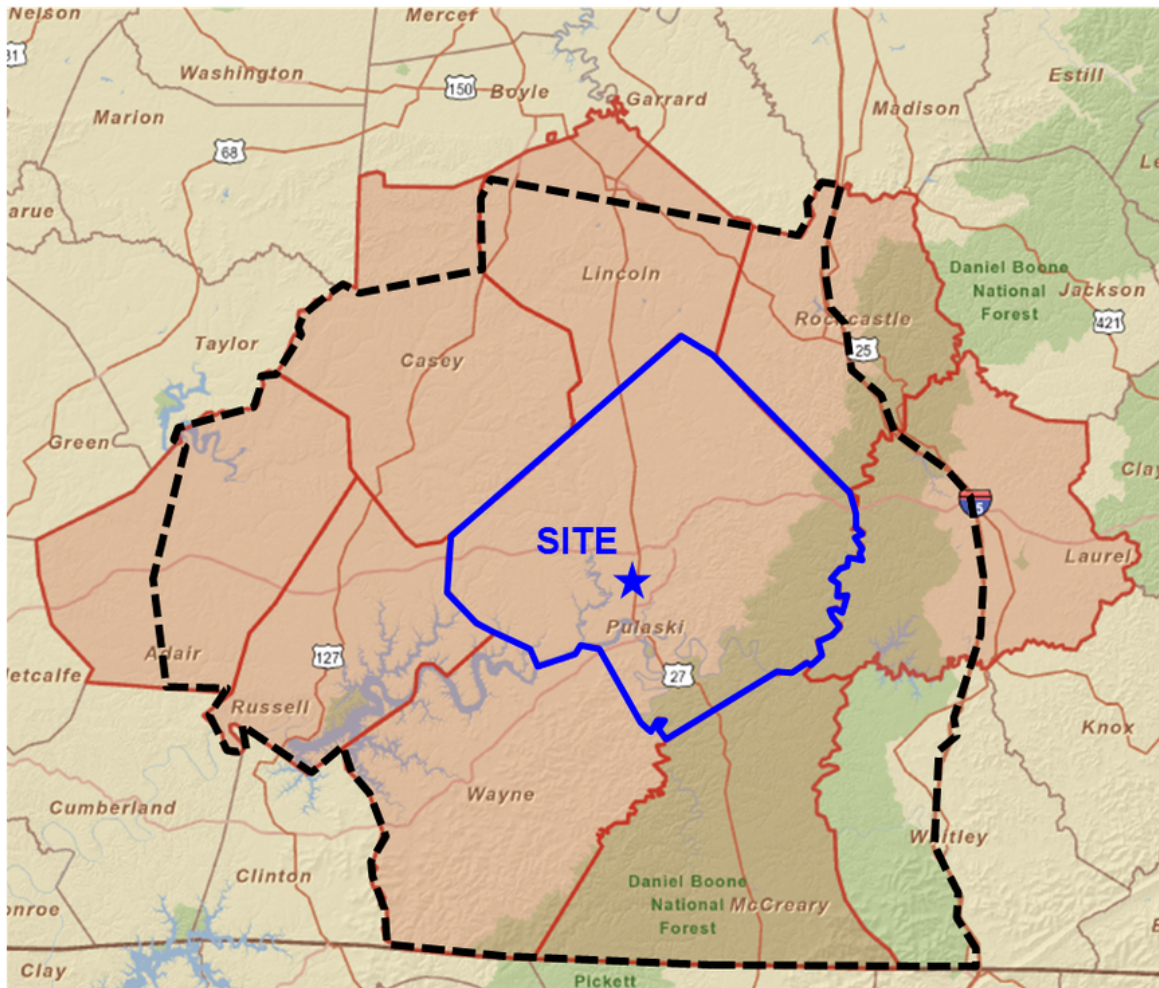 Nelson
Mercer
31
Washington
150
Boyle
Garrard
Estill
Marion
Madison
68
arue
Lincoln
Daniel Boone
National
Forest
Jackson
Taylor
Rockcastle
421
Casey
25
Green
Clay
SITE
Laurel
Pulaski
Adair
127
27
Metcalfe
Russell
Knox
Wayne
Cumberland
Whitley
Clinton
Daniel Boone
National
Forest
McCreary
onroe
Clay
Pickett